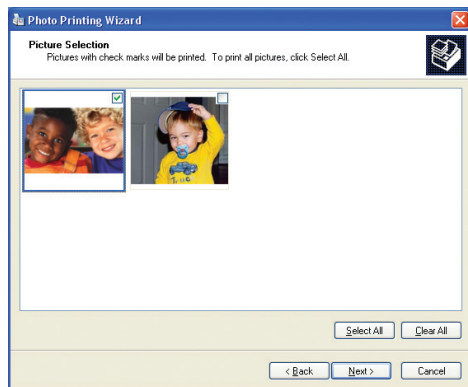 Photo Printing Wizard
Picture Selection
Pictures with check marks will be printed. To print all pictures, click Select All.
Select All
Clear All
< Back
Next >
Cancel